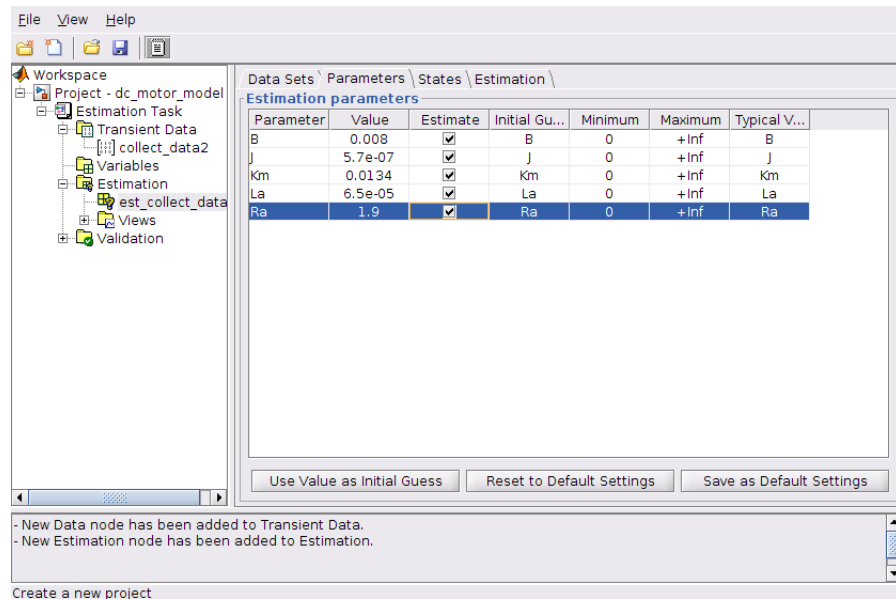 File View Help
Workspace
Project - dc_motor_model
Estimation Task
Transient Data
collect_data2
Variables
Estimation
est_collect_data
Views
Validation
Data Sets Parameters States Estimation
Estimation parameters
Parameter Value Estimate Initial Gu... Minimum Maximum Typical V...
B 0.008 B 0 +Inf B
J 5.7e-07 J 0 +Inf J
Km 0.0134 Km 0 +Inf Km
La 6.5e-05 La 0 +Inf La
Ra 1.9 Ra 0 +Inf Ra
Use Value as Initial Guess Reset to Default Settings Save as Default Settings
- New Data node has been added to Transient Data.
- New Estimation node has been added to Estimation.
Create a new project